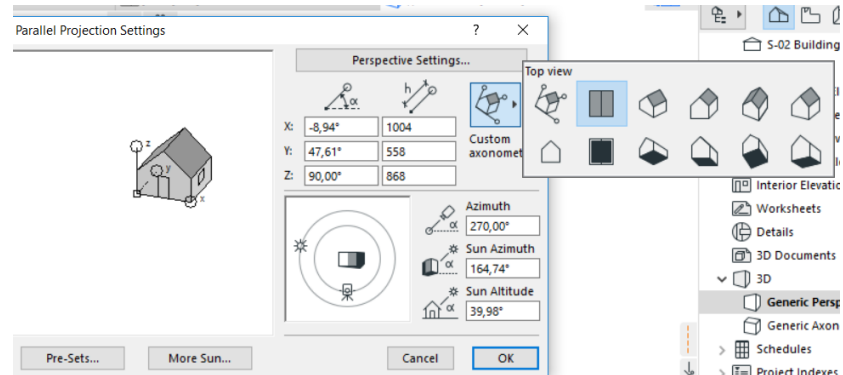 Parallel Projection Settings
?
Perspective Settings...
α
h
X: -8,94° 1004
Y: 47,61° 558
Z: 90,00° 868
Custom
axonomet
Top view
z
y
x
Azimuth
α 270,00°
Sun Azimuth
α 164,74°
Sun Altitude
α 39,98°
Pre-Sets...
More Sun...
Cancel
OK
S-02 Building
Interior Elevatio
Worksheets
Details
3D Documents
3D
Generic Persp
Generic Axon
Schedules
Project Indexes